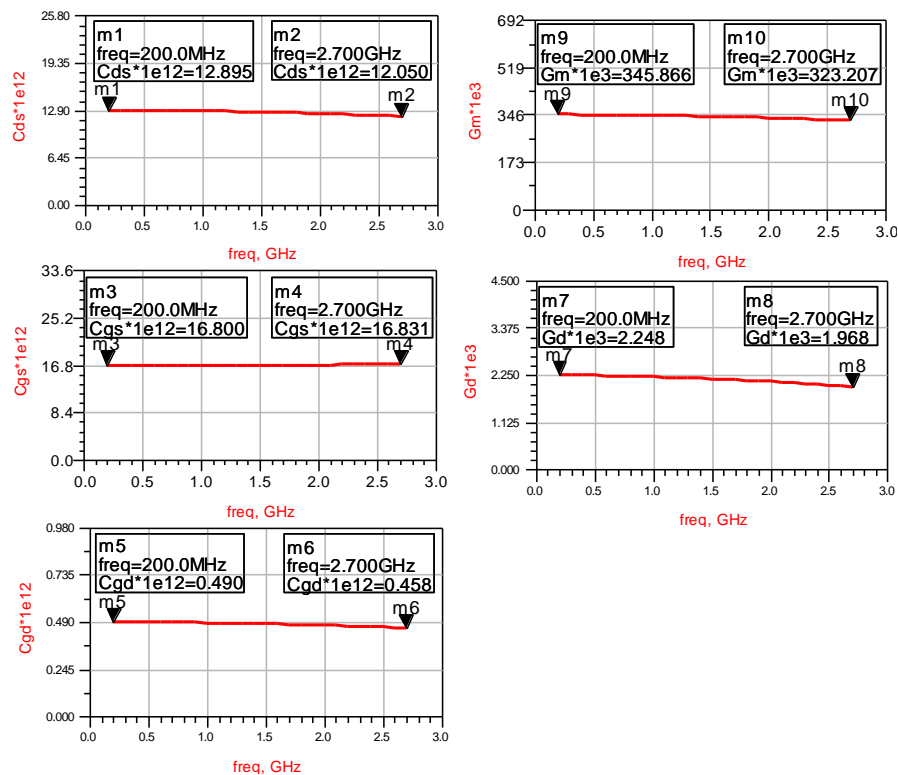 25.80
19.35
12.90
6.45
0.00
Cds*1e12
m1
freq=200.0MHz
Cds*1e12=12.895
m2
freq=2.700GHz
Cds*1e12=12.050
m1
m2
0.0
0.5
1.0
1.5
2.0
2.5
3.0
freq, GHz
692
519
346
173
0
Gm*1e3
m9
freq=200.0MHz
Gm*1e3=345.866
m10
freq=2.700GHz
Gm*1e3=323.207
m9
m10
0.0
0.5
1.0
1.5
2.0
2.5
3.0
freq, GHz
33.6
25.2
16.8
8.4
0.0
Cgs*1e12
m3
freq=200.0MHz
Cgs*1e12=16.800
m4
freq=2.700GHz
Cgs*1e12=16.831
m3
m4
0.0
0.5
1.0
1.5
2.0
2.5
3.0
freq, GHz
4.500
3.375
2.250
1.125
0.000
Gd*1e3
m7
freq=200.0MHz
Gd*1e3=2.248
m8
freq=2.700GHz
Gd*1e3=1.968
m7
m8
0.0
0.5
1.0
1.5
2.0
2.5
3.0
freq, GHz
0.980
0.735
0.490
0.245
0.000
Cgd*1e12
m5
freq=200.0MHz
Cgd*1e12=0.490
m6
freq=2.700GHz
Cgd*1e12=0.458
m5
m6
0.0
0.5
1.0
1.5
2.0
2.5
3.0
freq, GHz